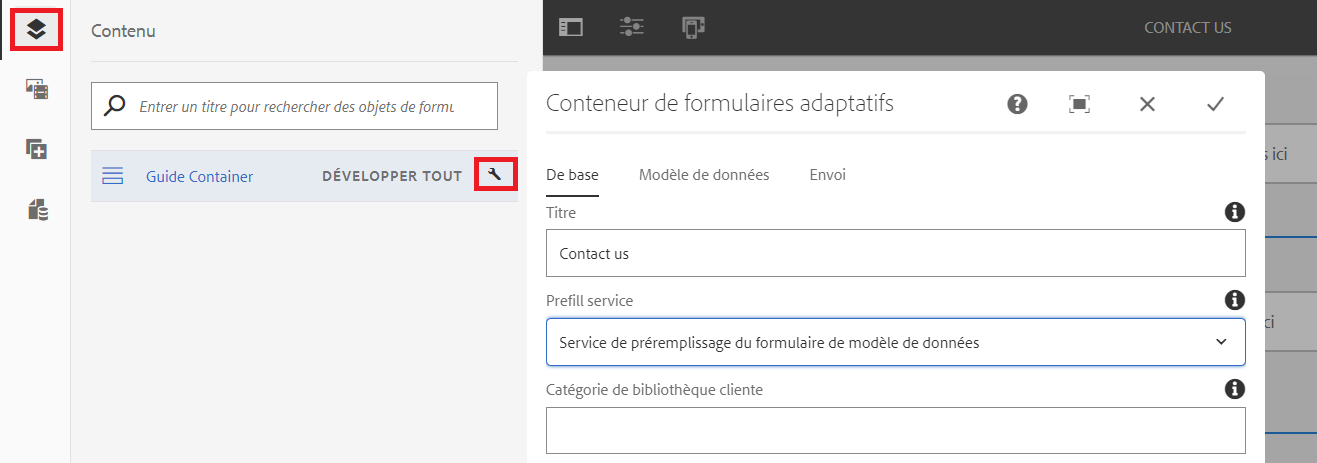 Contenu
CONTACT US
Entrer un titre pour rechercher des objets de formu
Conteneur de formulaires adaptatifs
Guide Container
DÉVELOPPER TOUT
De base
Modèle de données
Envoi
Titre
Contact us
Prefill service
Service de préremplissage du formulaire de modèle de données
Catégorie de bibliothèque cliente
s ici
ci